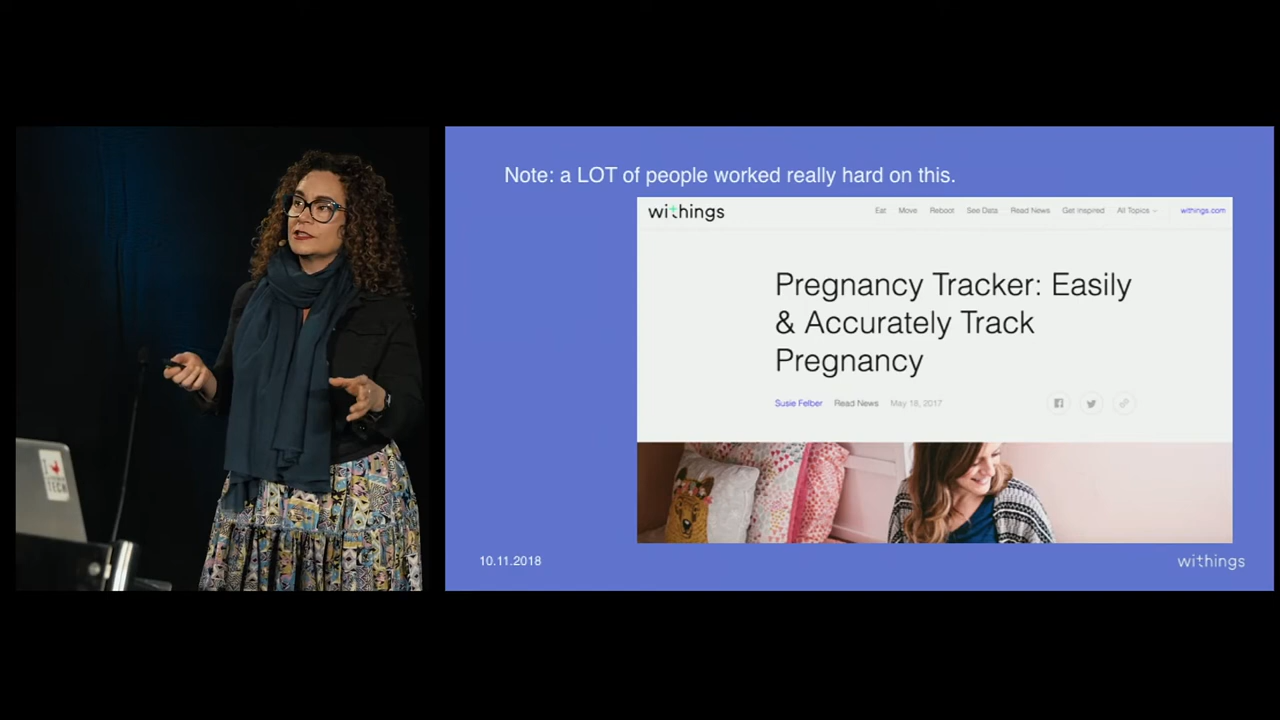 Note: a LOT of people worked really hard on this.
withings
Eat Move Reboot See Data Read News Get Inspired All Topics withings.com
Pregnancy Tracker: Easily
& Accurately Track
Pregnancy
Susie Felber Read News May 18, 2017
10.11.2018
withings
TECH